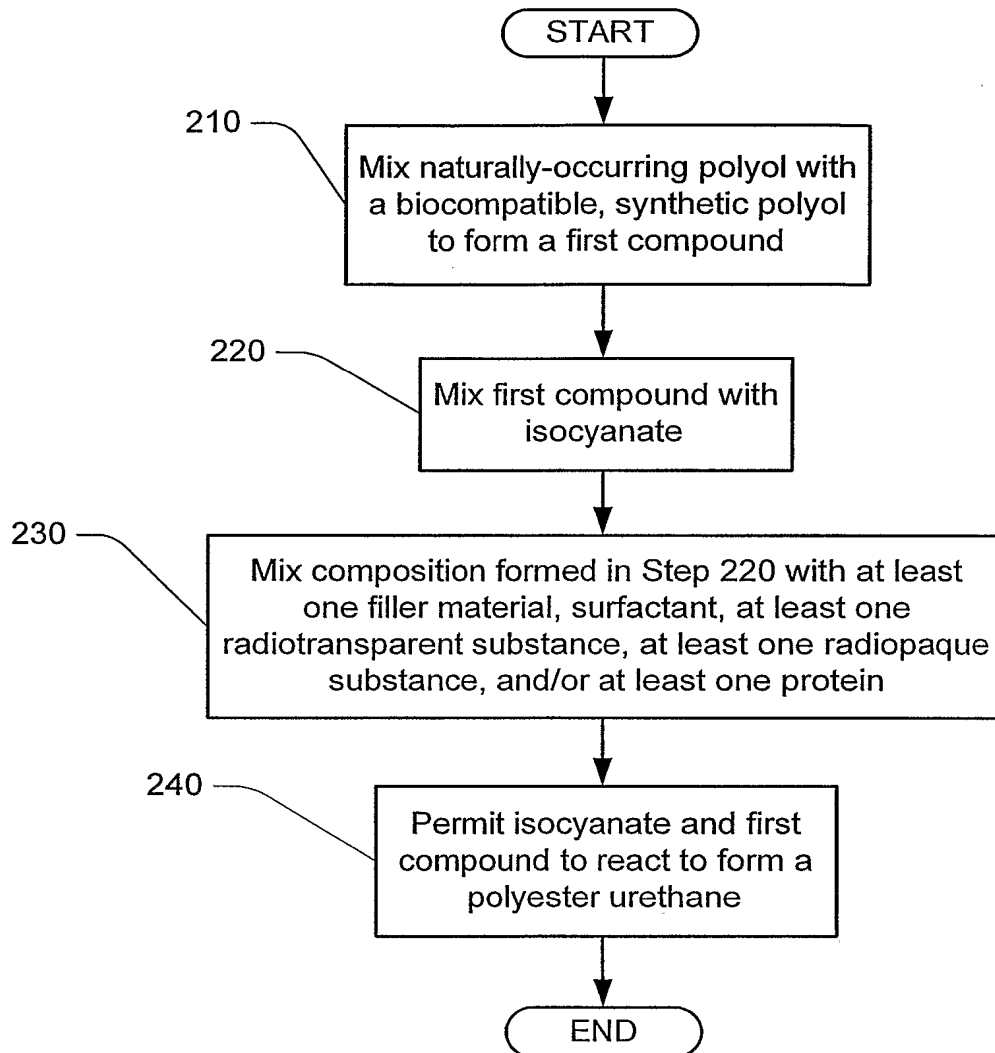 START
210
Mix naturally-occurring polyol with
a biocompatible, synthetic polyol
to form a first compound
220
Mix first compound with
isocyanate
230
Mix composition formed in Step 220 with at least
one filler material, surfactant, at least one
radiotransparent substance, at least one radiopaque
substance, and/or at least one protein
240
Permit isocyanate and first
compound to react to form a
polyester urethane
END